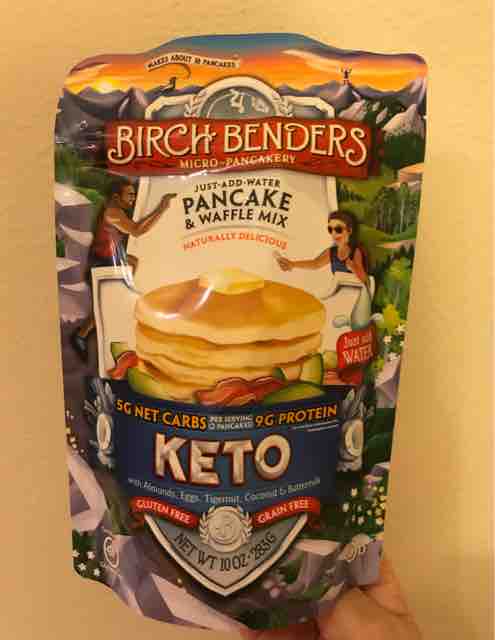 MAKES ABOUT 18 PANCAKES
BIRCH BENDERS
MICRO-PANCAKERY
JUST-ADD-WATER
PANCAKE
& WAFFLE MIX
NATURALLY DELICIOUS
Just add
WATER
5G NET CARBS PER SERVING (3 PANCAKES) 9G PROTEIN
KETO
with Almonds, Eggs, Tigernut, Coconut & Buttermilk
GLUTEN FREE GRAIN FREE
NET WT 10 OZ • 283G